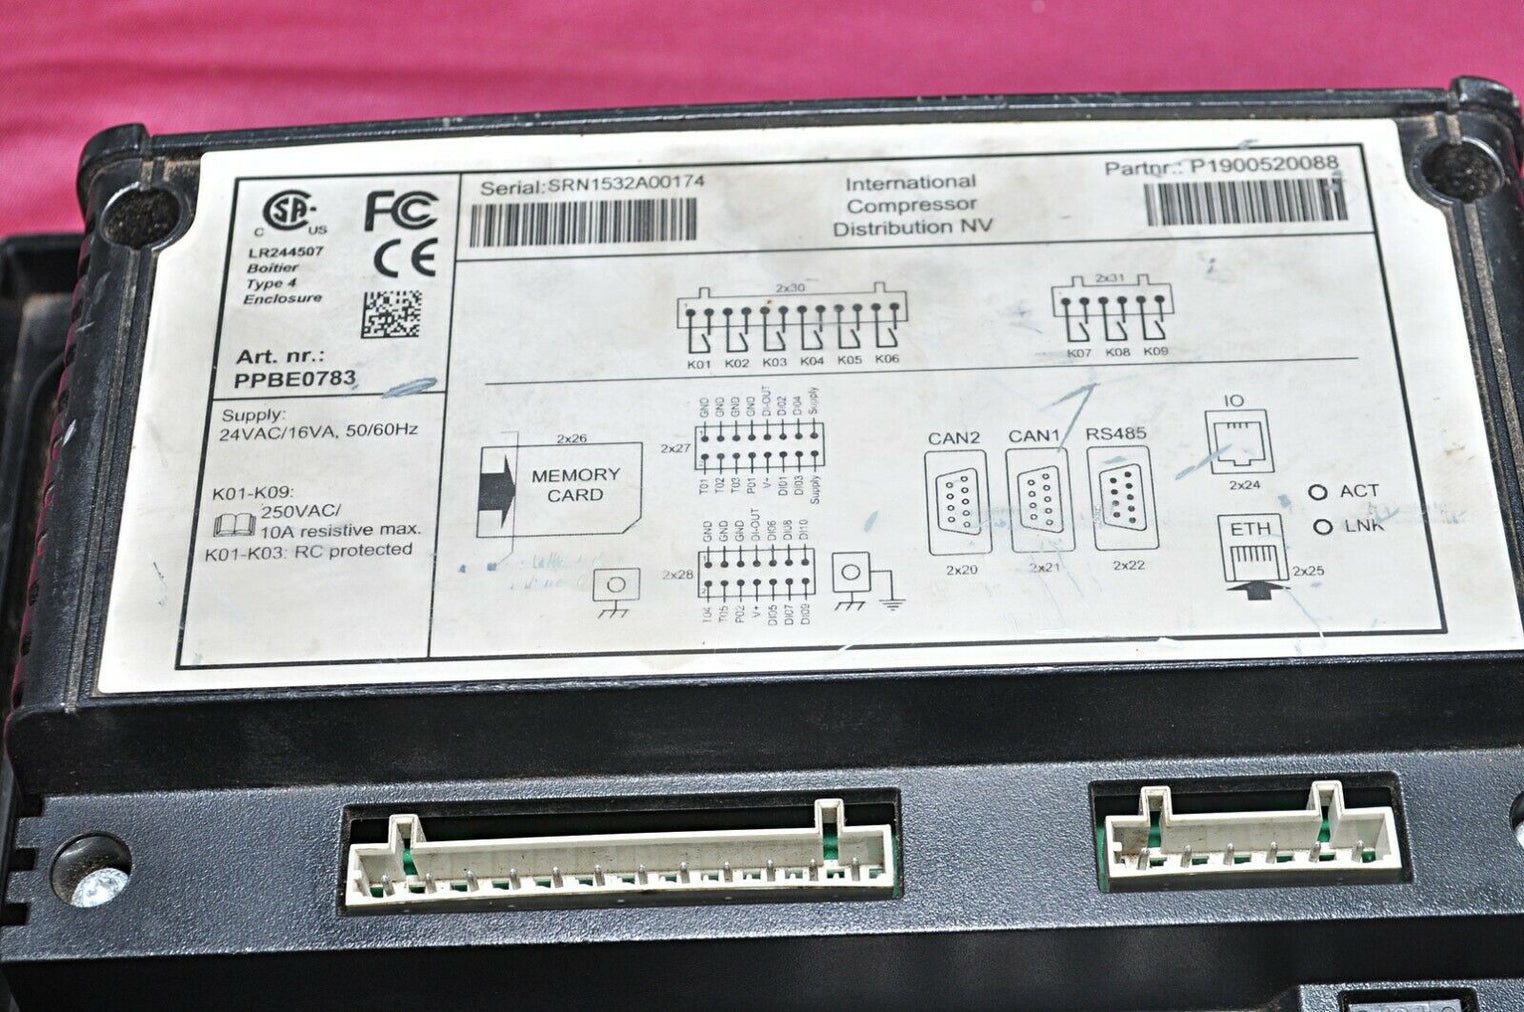 C SA US
FC
CE
LR244507
Boîtier
Type 4
Enclosure
Art. nr.:
PPBE0783
Supply:
24VAC/16VA, 50/60Hz
K01-K09:
250VAC/
10A resistive max.
K01-K03: RC protected
Serial:SRN1532A00174
International
Compressor
Distribution NV
Partnr.: P1900520088
2x30
K01 K02 K03 K04 K05 K06
2x31
K07 K08 K09
2x26
MEMORY
CARD
GND GND GND GND DI-OUT DI02 DI04 Supply
2x27
T01 T02 T03 P01 V+ DI01 DI03 Supply
GND GND GND DI-OUT DI06 DI08 DI10
2x28
T04 T05 P02 V+ DI05 DI07 DI09
CAN2 CAN1 RS485
2x20 2x21 2x22
IO
2x24
ACT
LNK
ETH
2x25